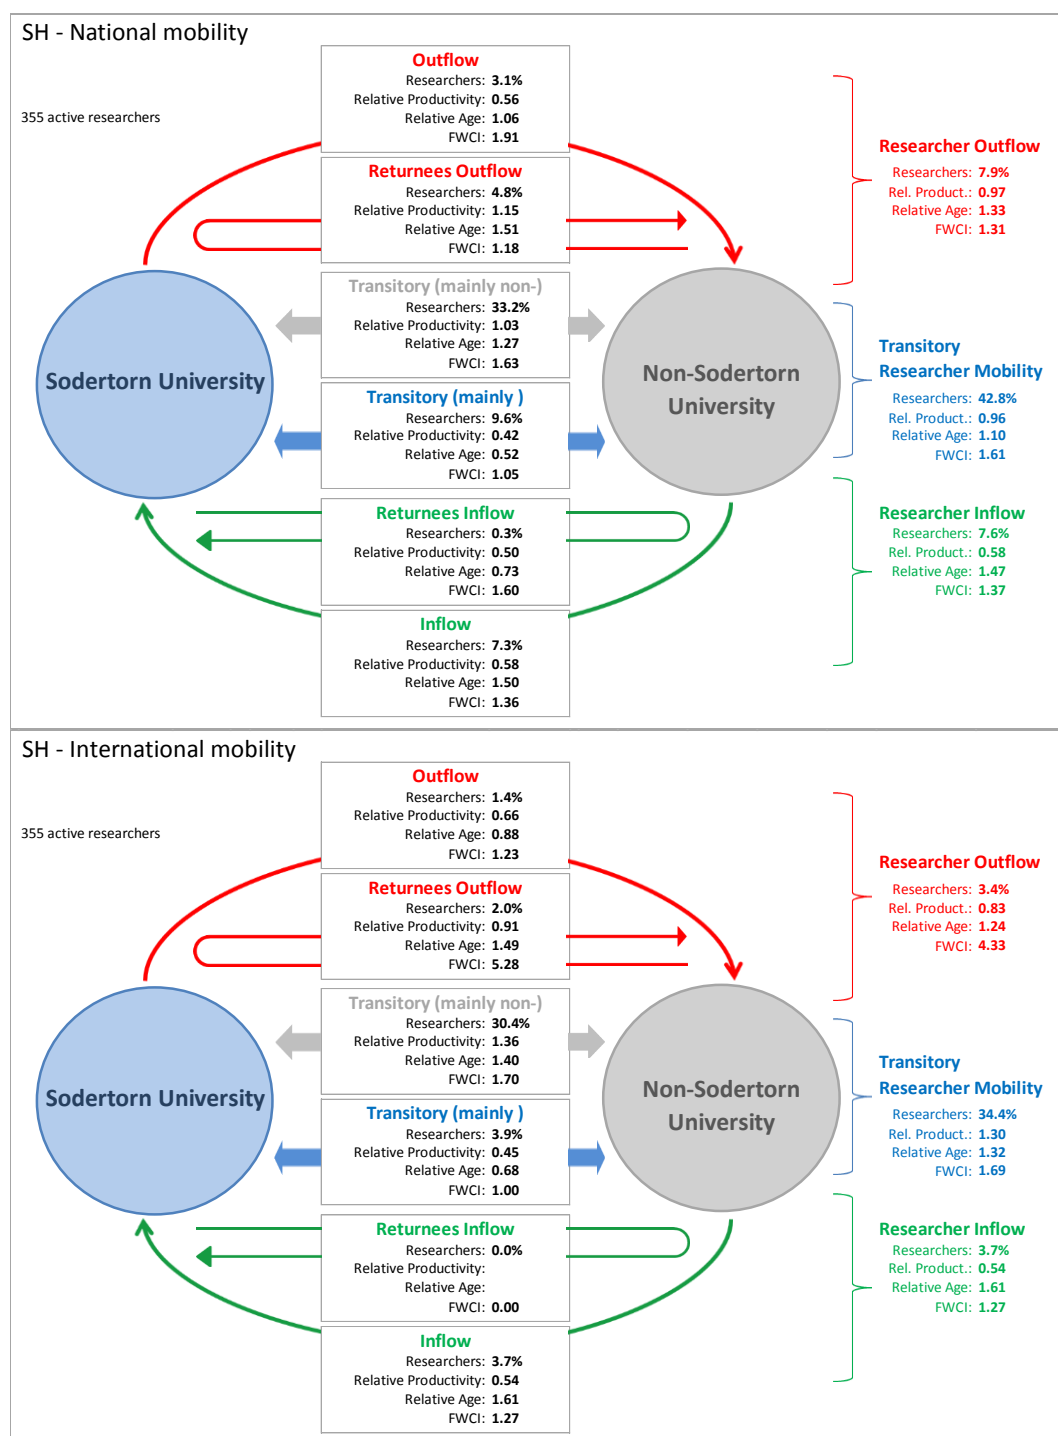 SH - National mobility
355 active researchers
Outflow
Researchers: 3.1%
Relative Productivity: 0.56
Relative Age: 1.06
FWCI: 1.91
Returnees Outflow
Researchers: 4.8%
Relative Productivity: 1.15
Relative Age: 1.51
FWCI: 1.18
Transitory (mainly non-)
Researchers: 33.2%
Relative Productivity: 1.03
Relative Age: 1.27
FWCI: 1.63
Transitory (mainly )
Researchers: 9.6%
Relative Productivity: 0.42
Relative Age: 0.52
FWCI: 1.05
Returnees Inflow
Researchers: 0.3%
Relative Productivity: 0.50
Relative Age: 0.73
FWCI: 1.60
Inflow
Researchers: 7.3%
Relative Productivity: 0.58
Relative Age: 1.50
FWCI: 1.36
Sodertorn University
Non-Sodertorn
University
Researcher Outflow
Researchers: 7.9%
Rel. Product.: 0.97
Relative Age: 1.33
FWCI: 1.31
Transitory
Researcher Mobility
Researchers: 42.8%
Rel. Product.: 0.96
Relative Age: 1.10
FWCI: 1.61
Researcher Inflow
Researchers: 7.6%
Rel. Product.: 0.58
Relative Age: 1.47
FWCI: 1.37
SH - International mobility
355 active researchers
Outflow
Researchers: 1.4%
Relative Productivity: 0.66
Relative Age: 0.88
FWCI: 1.23
Returnees Outflow
Researchers: 2.0%
Relative Productivity: 0.91
Relative Age: 1.49
FWCI: 5.28
Transitory (mainly non-)
Researchers: 30.4%
Relative Productivity: 1.36
Relative Age: 1.40
FWCI: 1.70
Transitory (mainly )
Researchers: 3.9%
Relative Productivity: 0.45
Relative Age: 0.68
FWCI: 1.00
Returnees Inflow
Researchers: 0.0%
Relative Productivity:
Relative Age:
FWCI: 0.00
Inflow
Researchers: 3.7%
Relative Productivity: 0.54
Relative Age: 1.61
FWCI: 1.27
Sodertorn University
Non-Sodertorn
University
Researcher Outflow
Researchers: 3.4%
Rel. Product.: 0.83
Relative Age: 1.24
FWCI: 4.33
Transitory
Researcher Mobility
Researchers: 34.4%
Rel. Product.: 1.30
Relative Age: 1.32
FWCI: 1.69
Researcher Inflow
Researchers: 3.7%
Rel. Product.: 0.54
Relative Age: 1.61
FWCI: 1.27